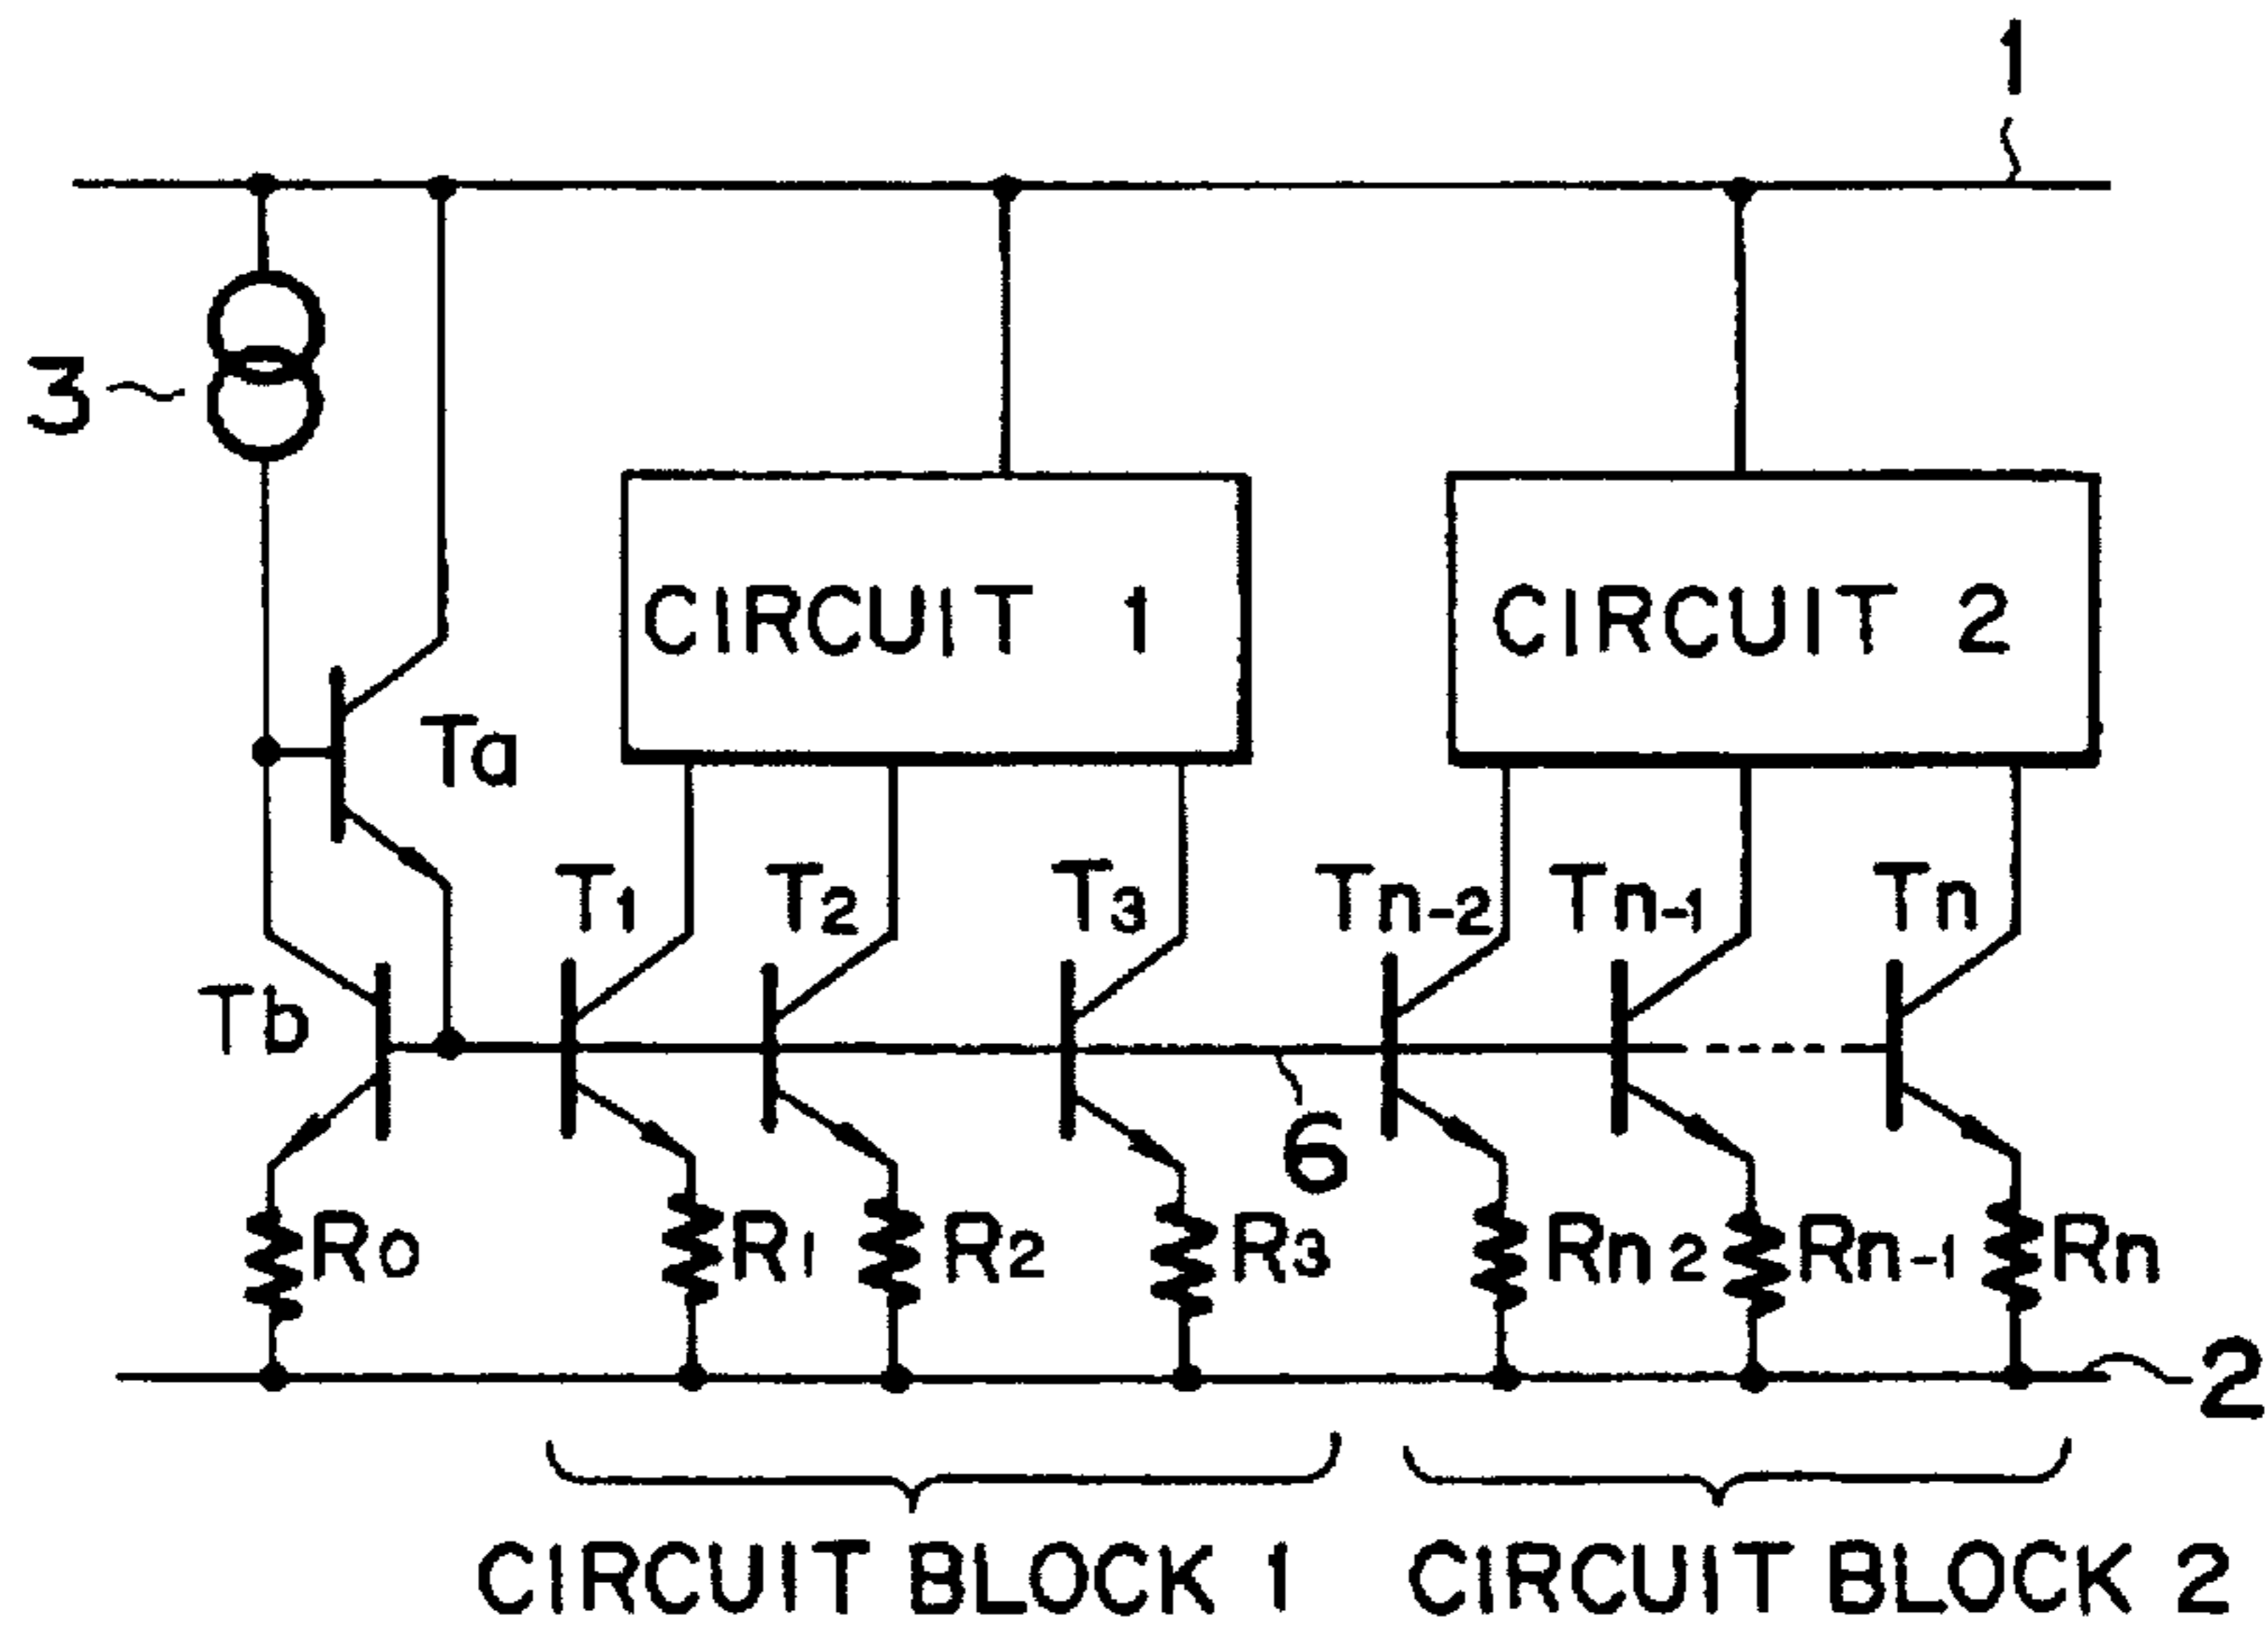 1
3
CIRCUIT 1 CIRCUIT 2
Ta
T1 T2 T3 Tn-2 Tn-1 Tn
Tb
6
Ro R1 R2 R3 Rn2 Rn-1 Rn
2
CIRCUIT BLOCK 1 CIRCUIT BLOCK 2